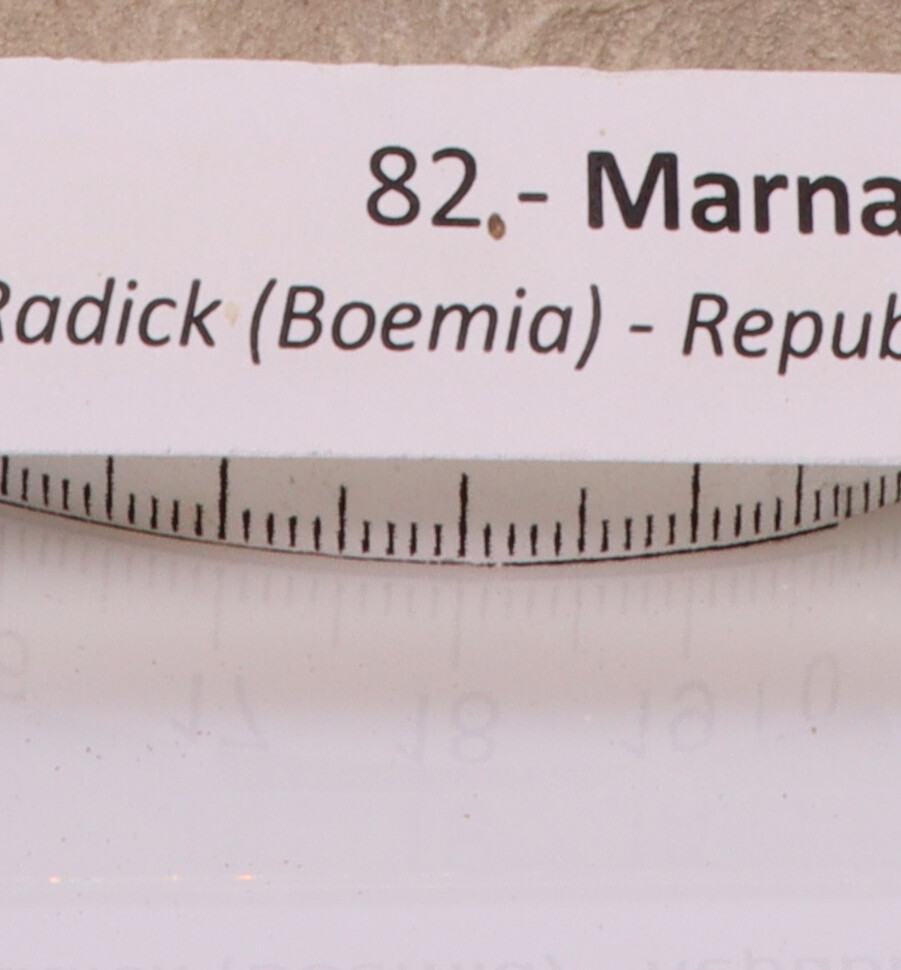 82.- Marna
Radick (Boemia) - Repub